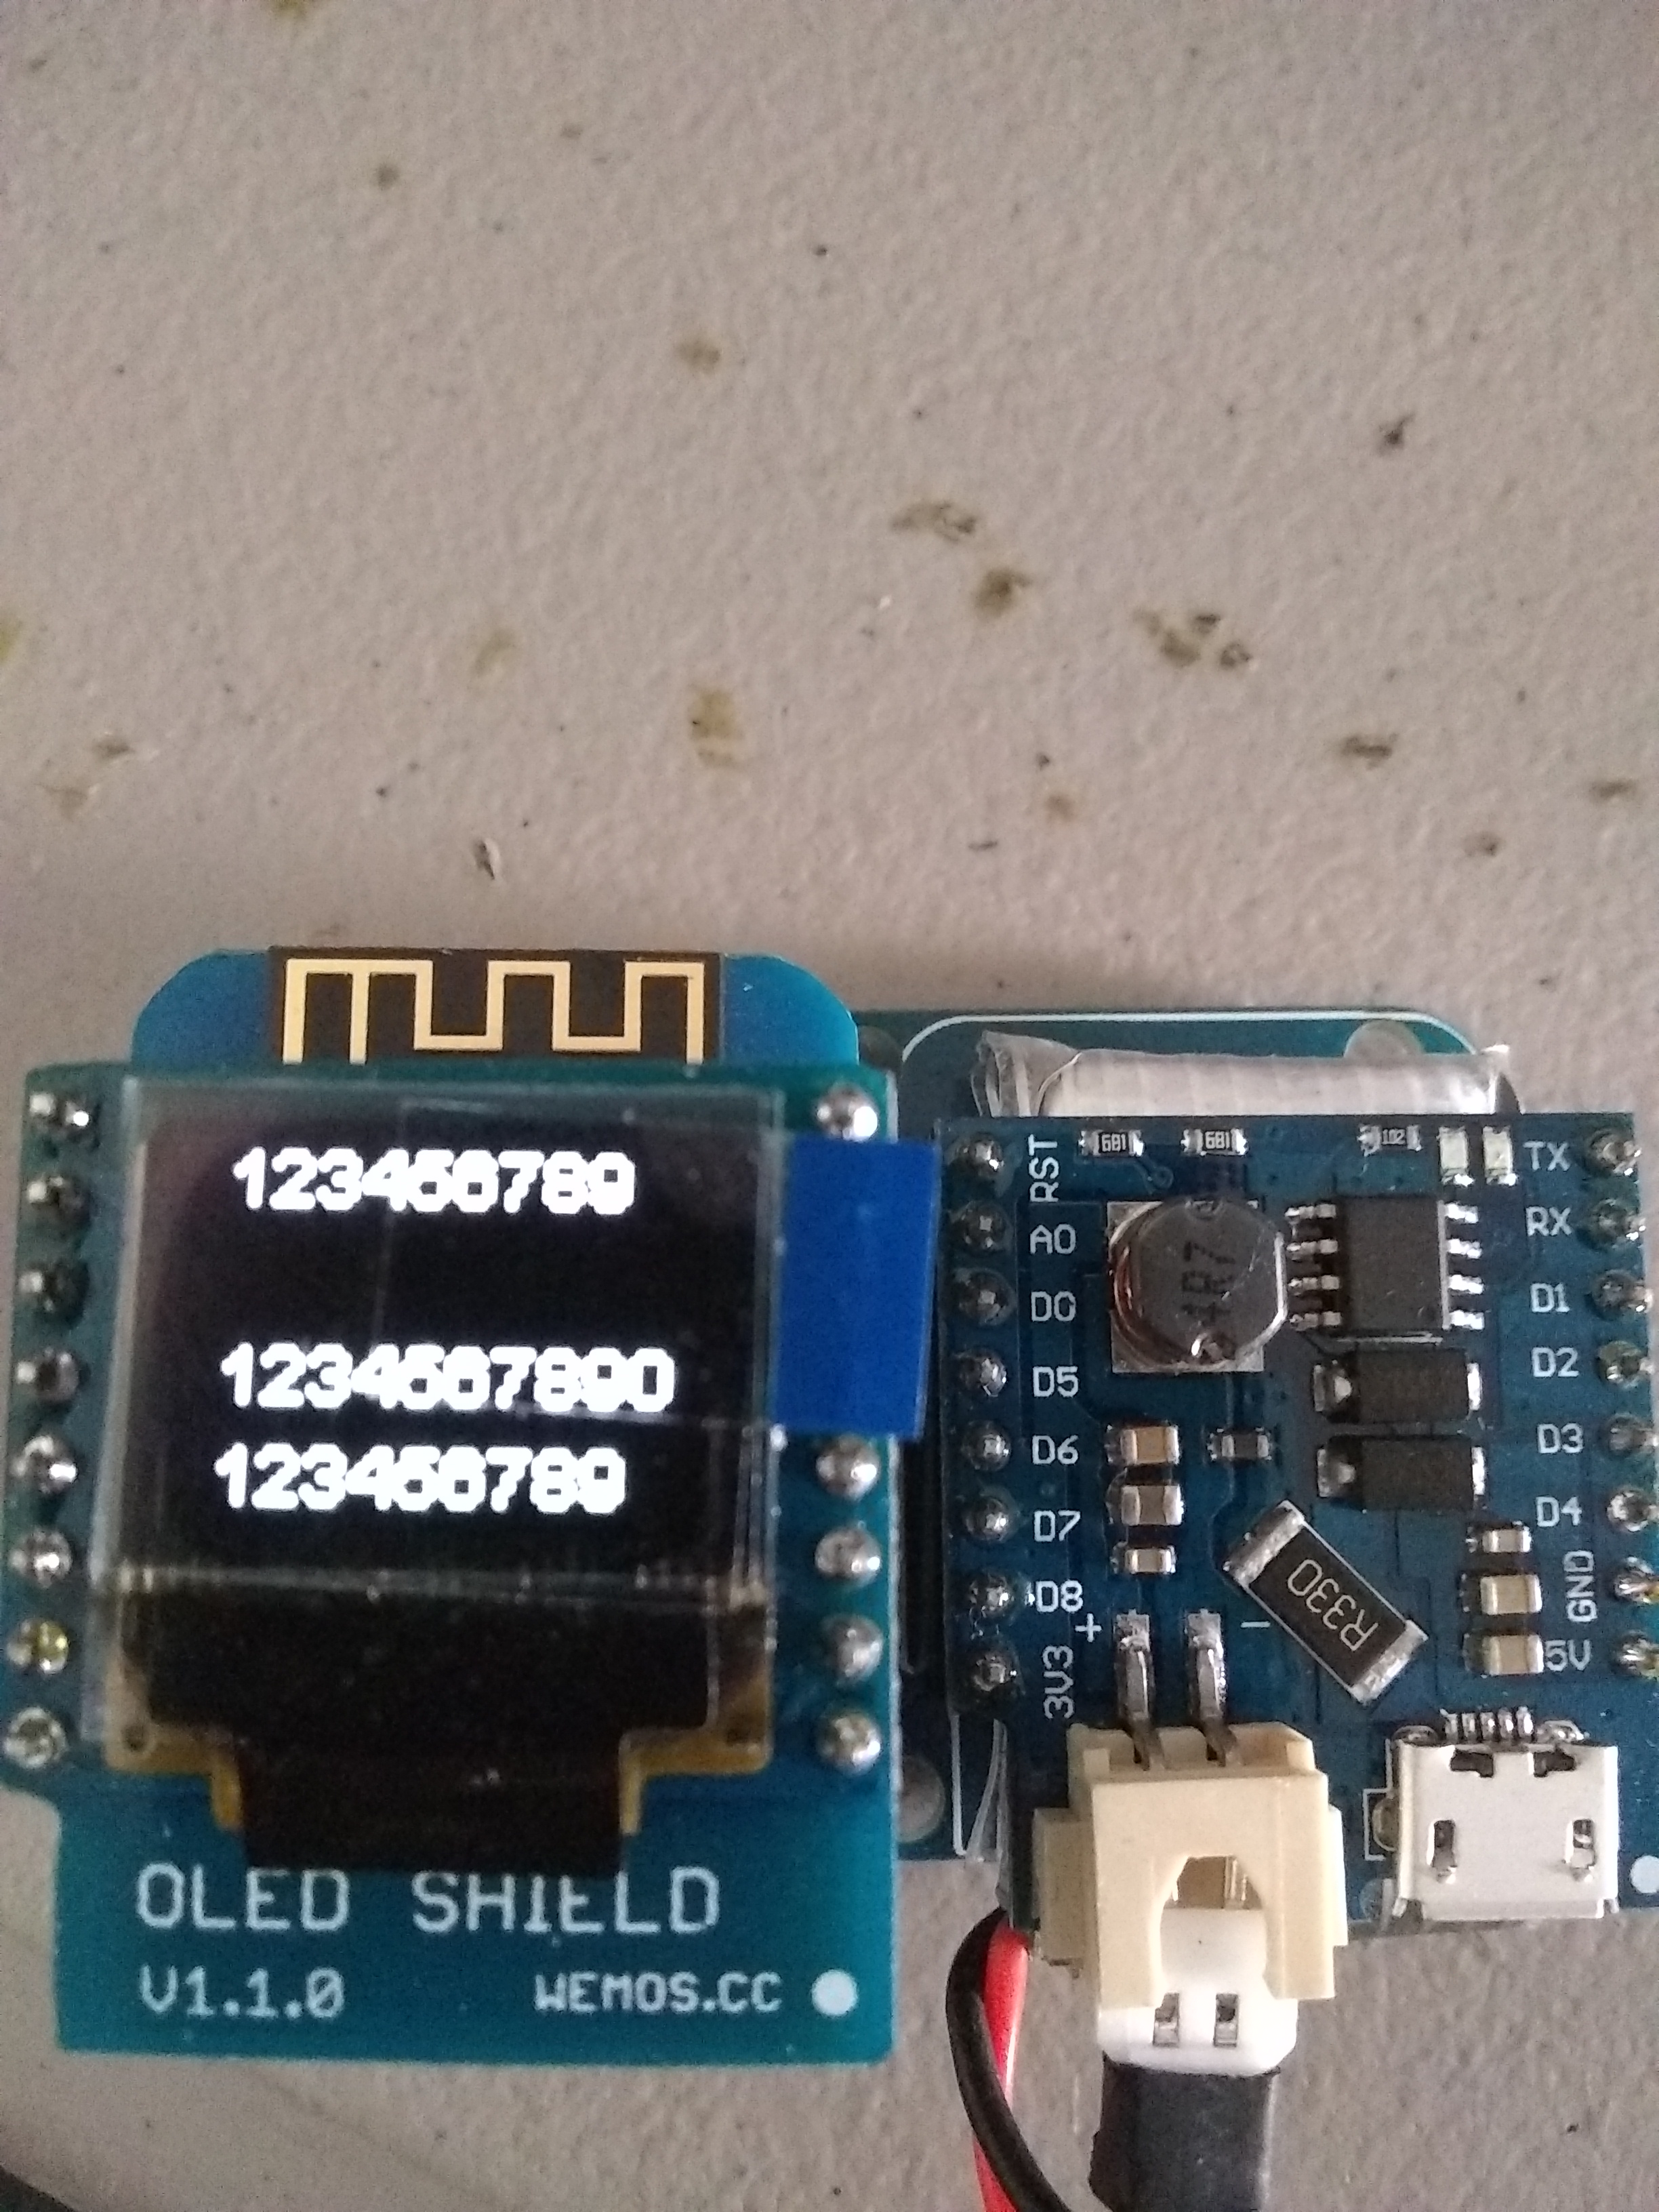 123456789
1234567890
123456789
OLED SHIELD
V1.1.0 WEMOS.CC
681 681 102
RST TX
A0 RX
4R7
D0 D1
D5 D2
D6 D3
D7 D4
D8 GND
+ -
R330
3V3 5V